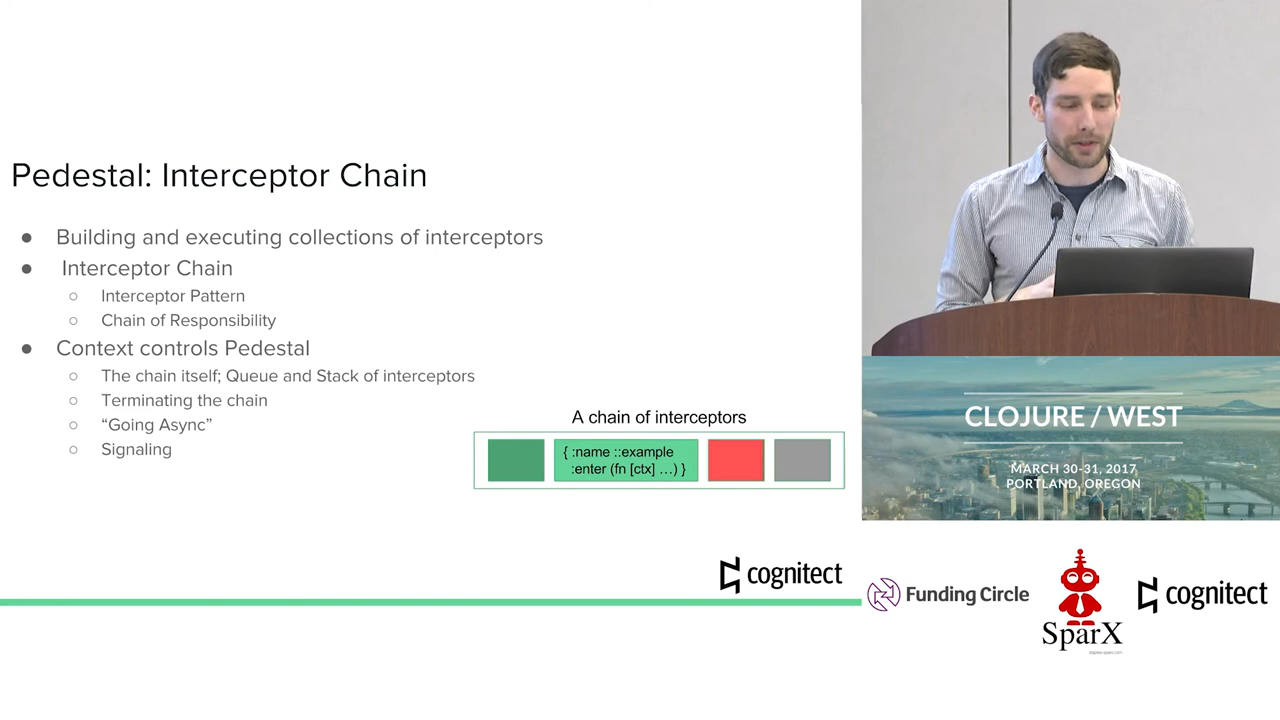 Pedestal: Interceptor Chain
Building and executing collections of interceptors
Interceptor Chain
Interceptor Pattern
Chain of Responsibility
Context controls Pedestal
The chain itself; Queue and Stack of interceptors
Terminating the chain
“Going Async”
Signaling
A chain of interceptors
{ :name ::example
:enter (fn [ctx] …) }
cognitect
CLOJURE / WEST
MARCH 30-31, 2017
PORTLAND, OREGON
Funding Circle
SparX
cognitect